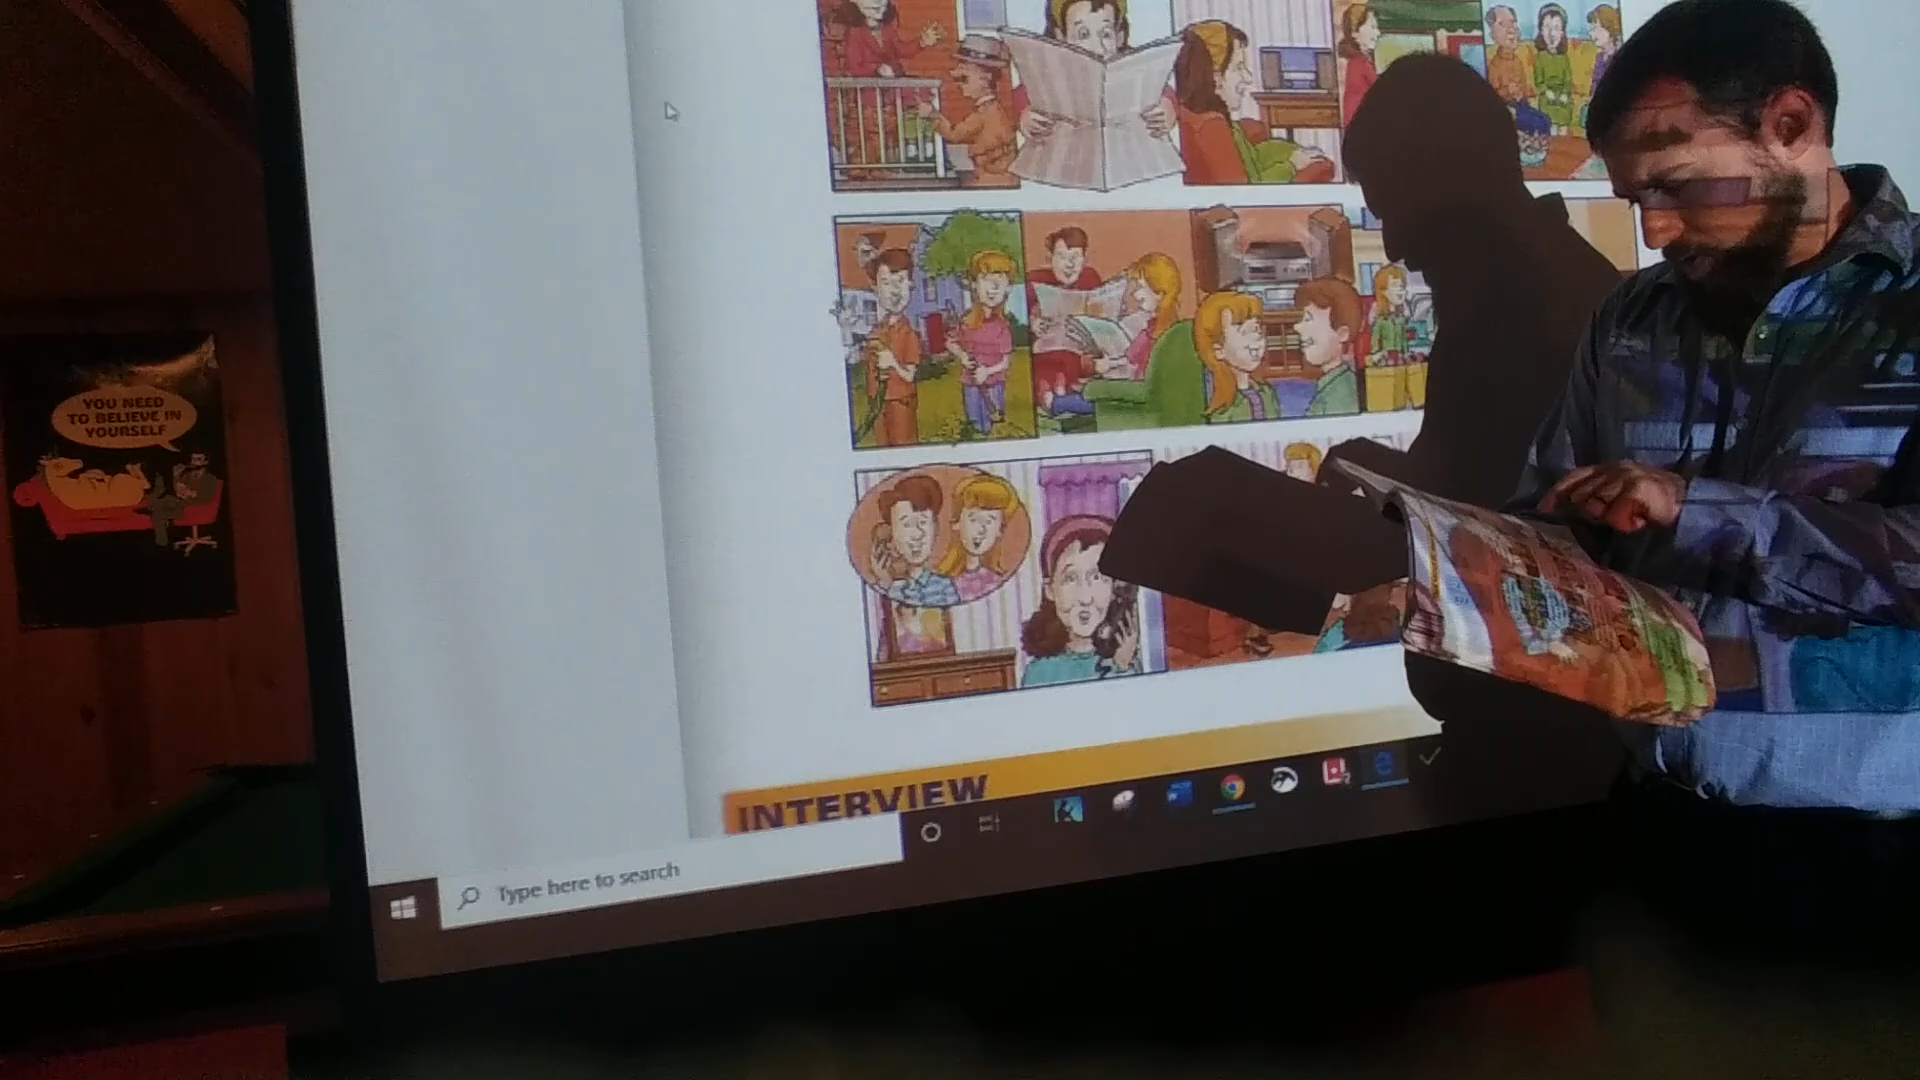 YOU NEED
TO BELIEVE IN
YOURSELF
INTERVIEW
Type here to search